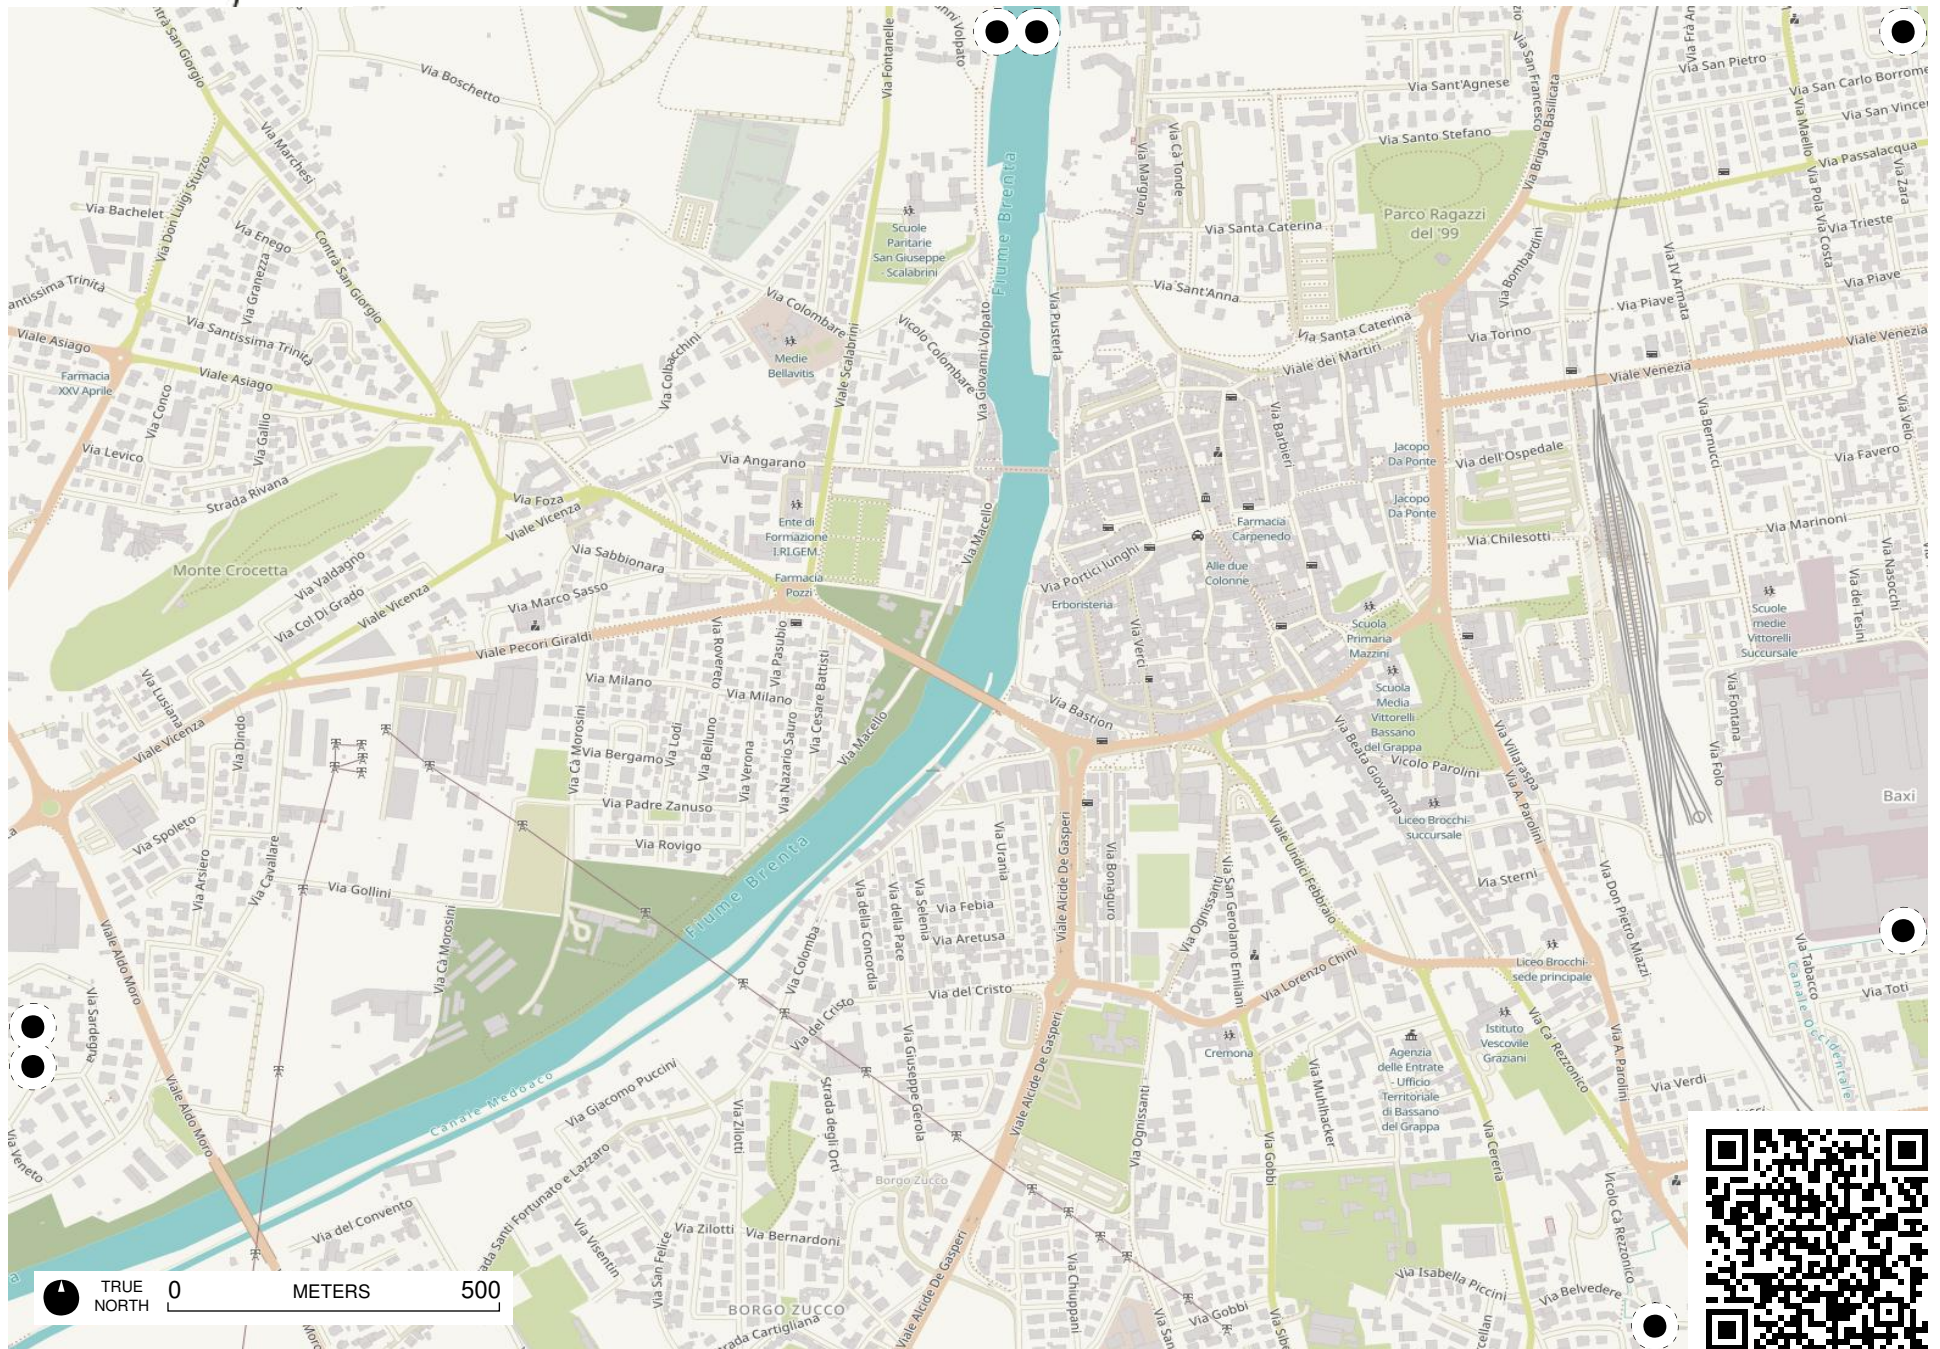 Contrà San Giorgio
Via Boschetto
Via Fontanelle
Via San Francesco
Via Brigata Basilicata
Via San Pietro
Via Sant'Agnese
Via Maello
Via Marchesi
Via Santo Stefano
Via Passalacqua
Via Don Luigi Sturzo
Via Margnan
Via Cà Tonde
Via Zara
Fiume Brenta
Via Bachelet
Via Enego
Contrà San Giorgio
Scuole
Paritarie
San Giuseppe
- Scalabrini
Via Santa Caterina
Parco Ragazzi
del '99
Via Pola
Via Costa
Via Trieste
Via Granezza
Via Bombardini
Via IV Armata
Via Piave
Via Piave
Via Santissima Trinità
Via Colombare
Via Sant'Anna
Via Giovanni Volpato
Via Pusterla
Via Santa Caterina
Via Torino
Viale Asiago
Viale Venezia
Farmacia
XXV Aprile
Viale Asiago
Via Colbacchini
Medie
Bellavitis
Viale Scalabrini
Vicolo Colombare
Viale dei Martiri
Viale Venezia
Via Conco
Via Gallio
Via Barbieri
Via Bernucci
Via Velo
Via Levico
Via Angarano
Jacopo
Da Ponte
Via dell'Ospedale
Via Favero
Strada Rivana
Via Foza
Viale Vicenza
Ente di
Formazione
I.RI.GEM.
Via Macello
Farmacia
Carpenedo
Jacopo
Da Ponte
Via Chilesotti
Via Marinoni
Monte Crocetta
Via Valdagno
Via Sabbionara
Via Portici lunghi
Alle due
Colonne
Via Nasocchi
Via dei Tesini
Via Col Di Grado
Viale Vicenza
Via Marco Sasso
Farmacia
Pozzi
Erboristeria
Scuola
Primaria
Mazzini
Scuole
medie
Vittorelli
Succursale
Viale Pecori Giraldi
Via Rovereto
Via Pasubio
Via Cesare Battisti
Via Verci
Via Lusiana
Via Milano
Via Milano
Via Bastion
Scuola
Media
Vittorelli
Bassano
del Grappa
Via Fontana
Viale Vicenza
Via Dindo
Via Cà Morosini
Via Lodi
Via Belluno
Via Verona
Via Nazario Sauro
Via Macello
Via Beata Giovanna
Via Villaraspa
Via Bergamo
Vicolo Parolini
Via Folo
Via Padre Zanuso
Liceo Brocchi-
succursale
Via A. Parolini
Baxi
Via Spoleto
Via Rovigo
Fiume Brenta
Via Urania
Viale Alcide De Gasperi
Via Bonaguro
Viale Undici Febbraio
Via Arsiero
Via Cavallare
Via Gollini
Via della Concordia
Via della Pace
Via Selenia
Via Febia
Via Aretusa
Via Ognissanti
Via San Gerolamo Emiliani
Via Sterni
Via Don Pietro Miazzi
Viale Aldo Moro
Via Cà Morosini
Via Colomba
Via Lorenzo Chini
Liceo Brocchi-
sede principale
Via Tabacco
Via Toti
Via Sardegna
Via del Cristo
Via del Cristo
Via Giuseppe Gerola
Viale Alcide De Gasperi
Cremona
Agenzia
delle Entrate
- Ufficio
Territoriale
di Bassano
del Grappa
Istituto
Vescovile
Graziani
Via Ca' Rezzonico
Via A. Parolini
Canale Occidentale
Viale Aldo Moro
Canale Medoaco
Via Giacomo Puccini
Via Zilotti
Strada degli Orti
Via Ognissanti
Via Muhlhacker
Via Verdi
Via Gobbi
Via Cereria
Borgo Zucco
Via del Convento
Via Visentin
Via Zilotti
Via Bernardoni
Via San Felice
Viale Alcide De Gasperi
Via Chiuppani
Vicolo Cà Rezzonico
Via Isabella Piccini
Via Belvedere
Via Gobbi
BORGO ZUCCO
TRUE
NORTH
0 METERS 500